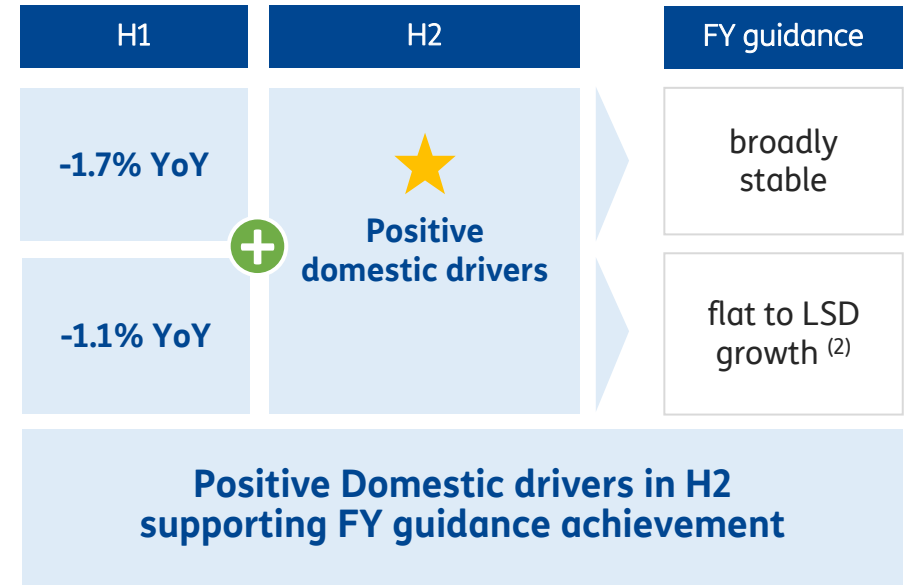 H1
H2
FY guidance
-1.7% YoY
Positive
domestic drivers
broadly
stable
-1.1% YoY
flat to LSD
growth (2)
Positive Domestic drivers in H2
supporting FY guidance achievement